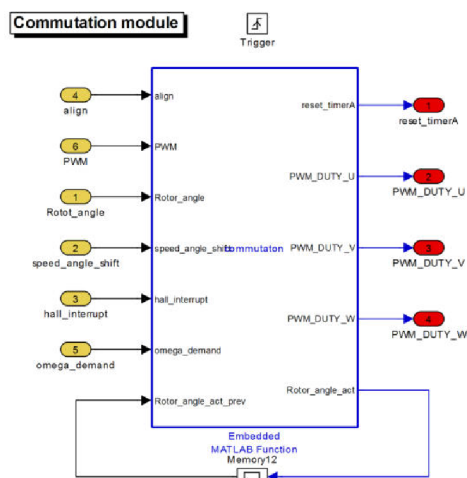 Commutation module
Trigger
4
align
6
PWM
1
Rotot_angle
2
speed_angle_shift
3
hall_interrupt
5
omega_demand
align
PWM
Rotor_angle
speed_angle_shift
hall_interrupt
omega_demand
Rotor_angle_act_prev
commutaton
reset_timerA
PWM_DUTY_U
PWM_DUTY_V
PWM_DUTY_W
Rotor_angle_act
1
reset_timerA
2
PWM_DUTY_U
3
PWM_DUTY_V
4
PWM_DUTY_W
Embedded
MATLAB Function
Memory12